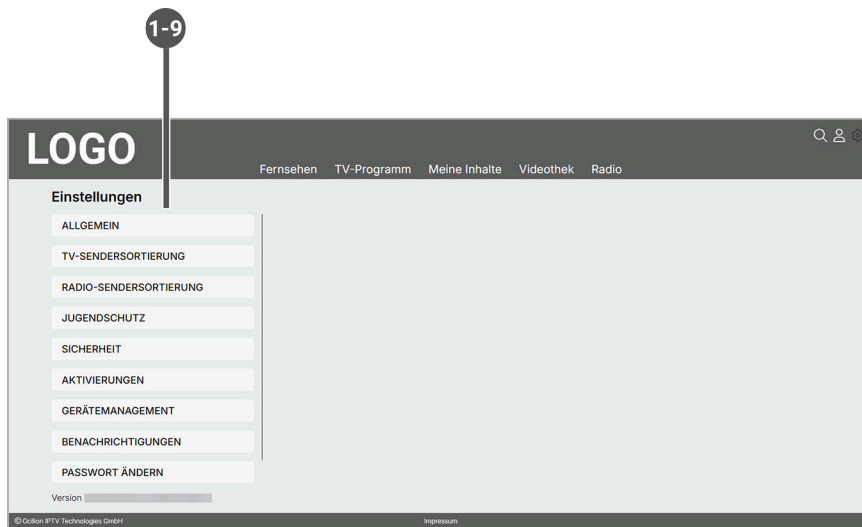 1-9
LOGO
Fernsehen TV-Programm Meine Inhalte Videothek Radio
Einstellungen
ALLGEMEIN
TV-SENDERSORTIERUNG
RADIO-SENDERSORTIERUNG
JUGENDSCHUTZ
SICHERHEIT
AKTIVIERUNGEN
GERÄTEMANAGEMENT
BENACHRICHTIGUNGEN
PASSWORT ÄNDERN
Version
© Ocilion IPTV Technologies GmbH Impressum